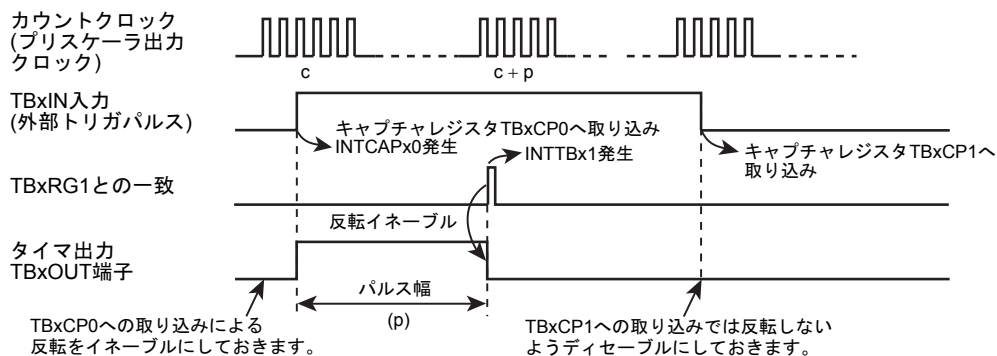 カウントクロック
(プリスケーラ出力
クロック)
c
c + p
TBxIN入力
(外部トリガパルス)
キャプチャレジスタTBxCP0へ取り込み
INTCAPx0発生
INTTBx1発生
キャプチャレジスタTBxCP1へ
取り込み
TBxRG1との一致
反転イネーブル
タイマ出力
TBxOUT端子
パルス幅
(p)
TBxCP0への取り込みによる
反転をイネーブルにしておきます。
TBxCP1への取り込みでは反転しない
ようディセーブルにしておきます。